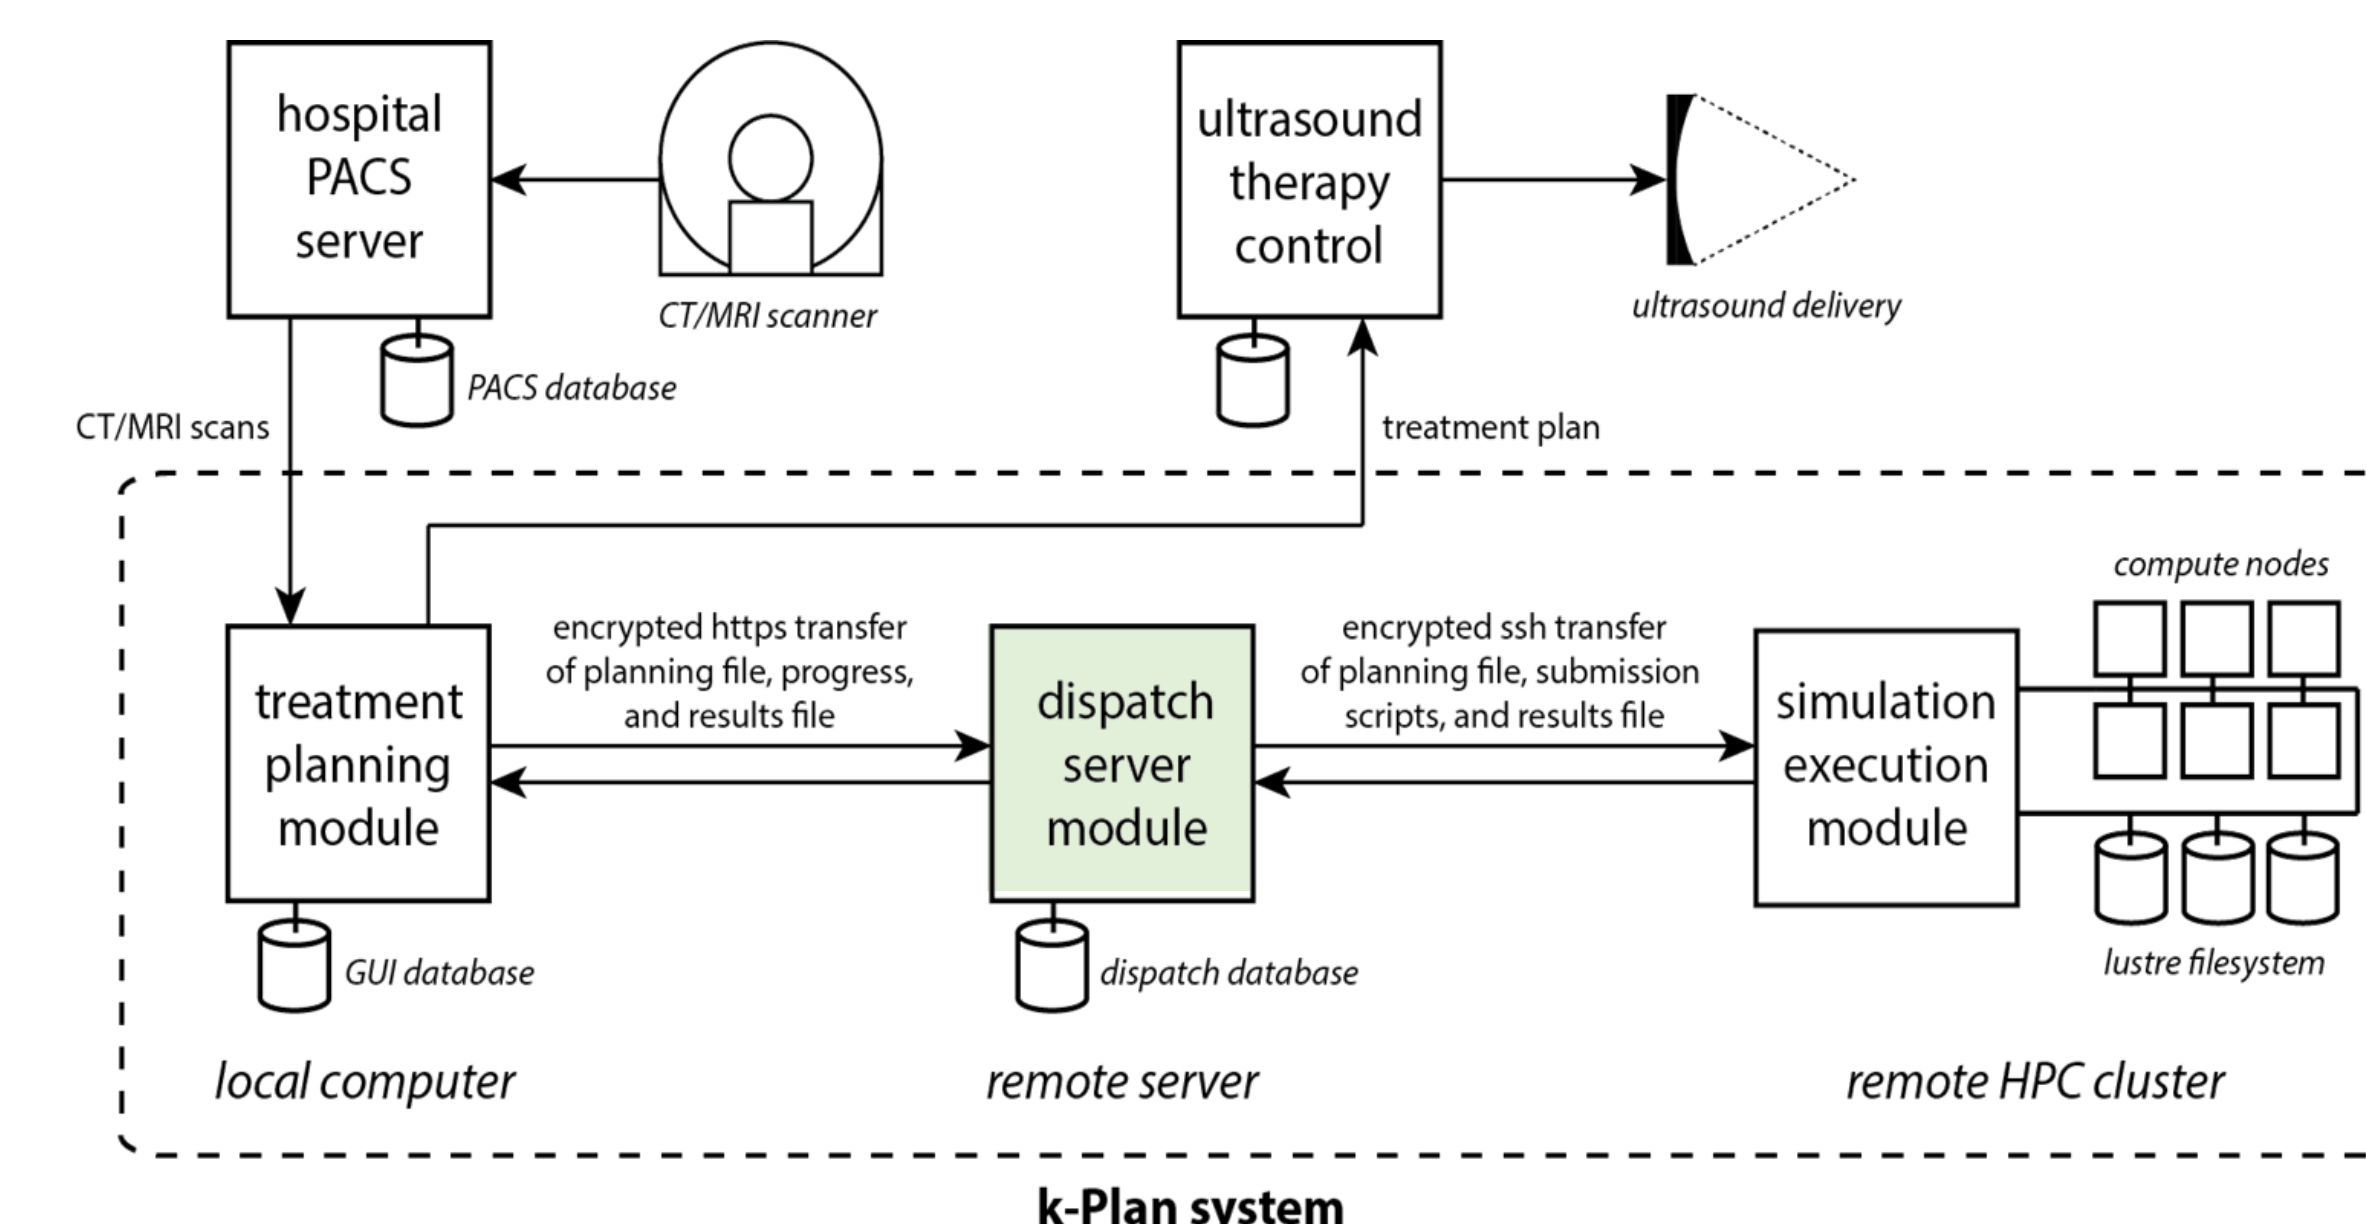 hospital
PACS
server
CT/MRI scanner
PACS database
CT/MRI scans
ultrasound
therapy
control
ultrasound delivery
treatment plan
treatment
planning
module
GUI database
local computer
encrypted https transfer
of planning file, progress,
and results file
dispatch
server
module
dispatch database
remote server
encrypted ssh transfer
of planning file, submission
scripts, and results file
simulation
execution
module
compute nodes
lustre filesystem
remote HPC cluster
k-Plan system